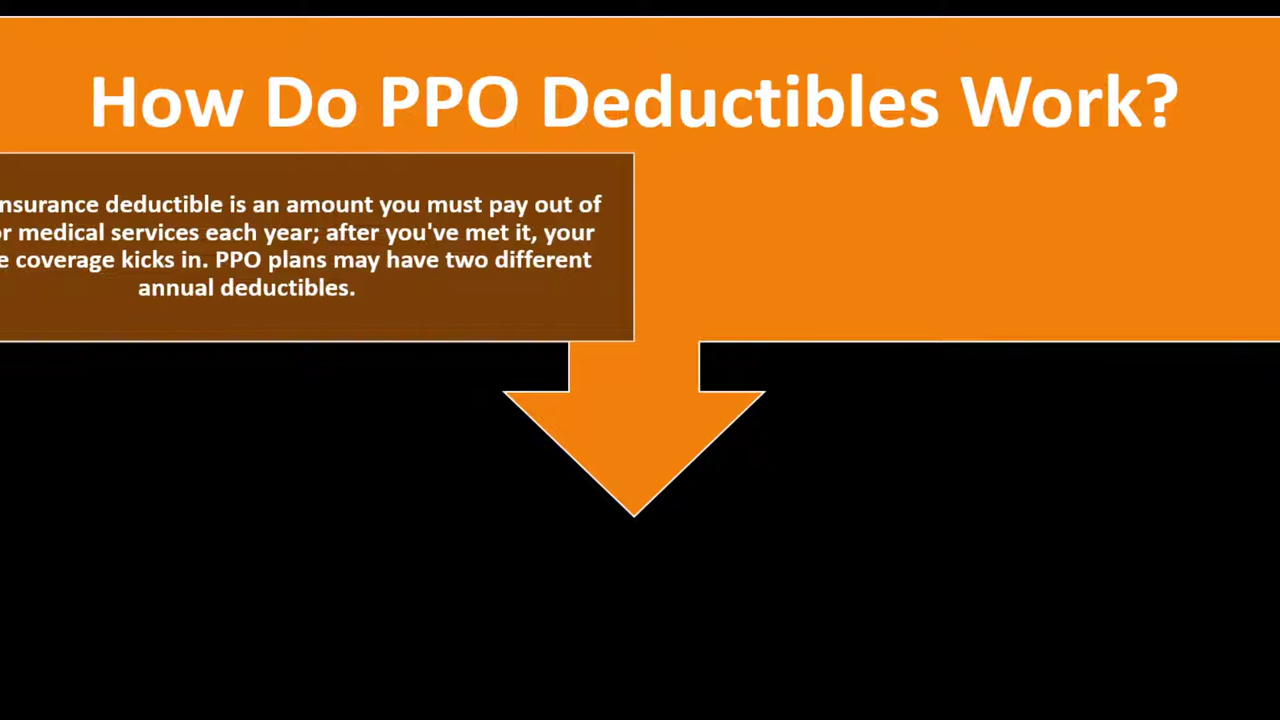 How Do PPO Deductibles Work?
nsurance deductible is an amount you must pay out of
r medical services each year; after you've met it, your
e coverage kicks in. PPO plans may have two different
annual deductibles.